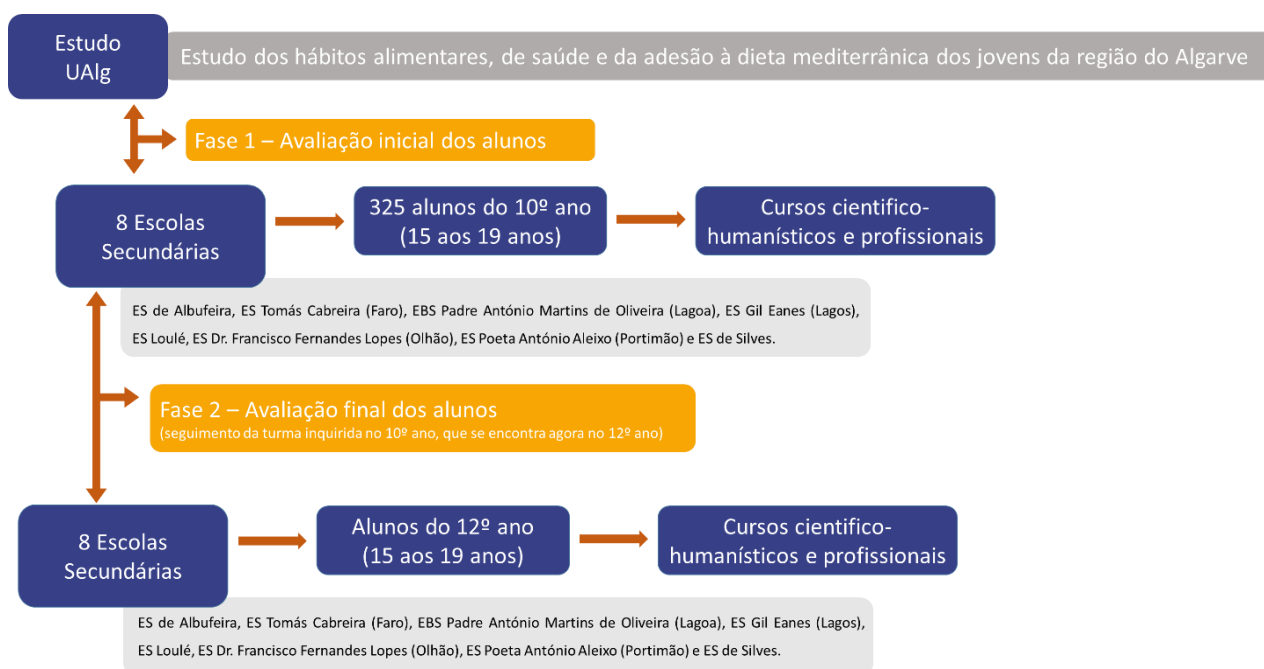 Estudo
UAlg
Estudo dos hábitos alimentares, de saúde e da adesão à dieta mediterrânica dos jovens da região do Algarve
Fase 1 – Avaliação inicial dos alunos
8 Escolas
Secundárias
325 alunos do 10º ano
(15 aos 19 anos)
Cursos cientifico-
humanísticos e profissionais
ES de Albufeira, ES Tomás Cabreira (Faro), EBS Padre António Martins de Oliveira (Lagoa), ES Gil Eanes (Lagos),
ES Loulé, ES Dr. Francisco Fernandes Lopes (Olhão), ES Poeta António Aleixo (Portimão) e ES de Silves.
Fase 2 – Avaliação final dos alunos
(seguimento da turma inquirida no 10º ano, que se encontra agora no 12º ano)
8 Escolas
Secundárias
Alunos do 12º ano
(15 aos 19 anos)
Cursos cientifico-
humanísticos e profissionais
ES de Albufeira, ES Tomás Cabreira (Faro), EBS Padre António Martins de Oliveira (Lagoa), ES Gil Eanes (Lagos),
ES Loulé, ES Dr. Francisco Fernandes Lopes (Olhão), ES Poeta António Aleixo (Portimão) e ES de Silves.